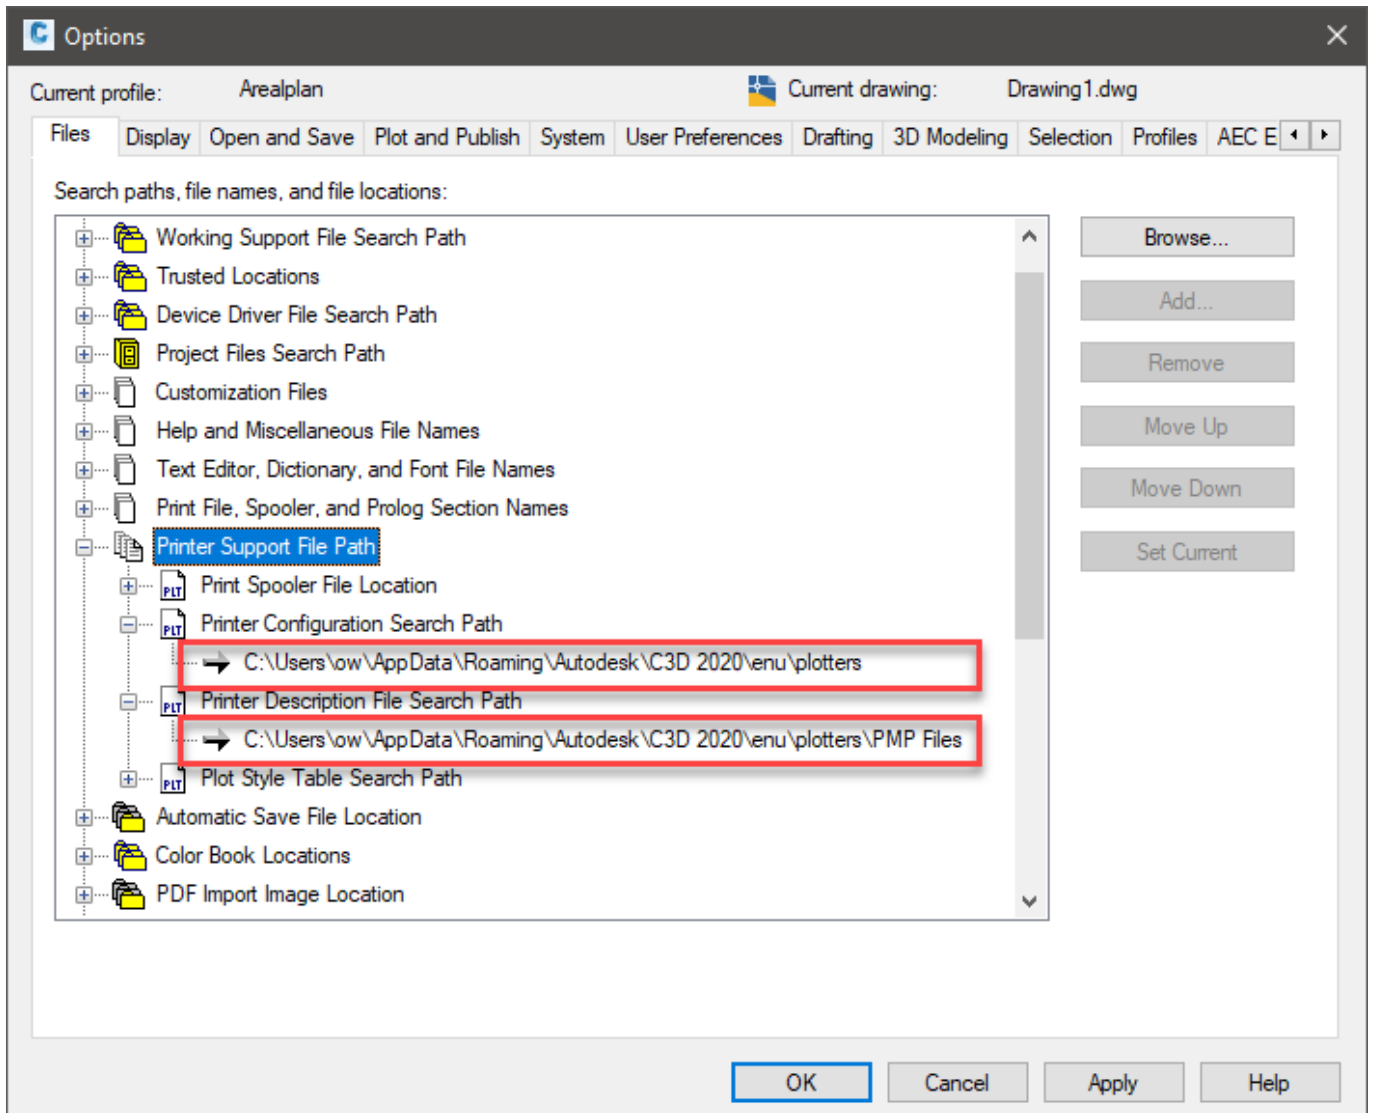 Options
Current profile: Arealplan Current drawing: Drawing1.dwg
Files Display Open and Save Plot and Publish System User Preferences Drafting 3D Modeling Selection Profiles AEC E
Search paths, file names, and file locations:
Working Support File Search Path
Browse...
Trusted Locations
Add...
Device Driver File Search Path
Project Files Search Path
Remove
Customization Files
Help and Miscellaneous File Names
Move Up
Text Editor, Dictionary, and Font File Names
Move Down
Print File, Spooler, and Prolog Section Names
Printer Support File Path
Set Current
PLT Print Spooler File Location
PLT Printer Configuration Search Path
C:\Users\ow\AppData\Roaming\Autodesk\C3D 2020\enu\plotters
PLT Printer Description File Search Path
C:\Users\ow\AppData\Roaming\Autodesk\C3D 2020\enu\plotters\PMP Files
PLT Plot Style Table Search Path
Automatic Save File Location
Color Book Locations
PDF Import Image Location
OK Cancel Apply Help